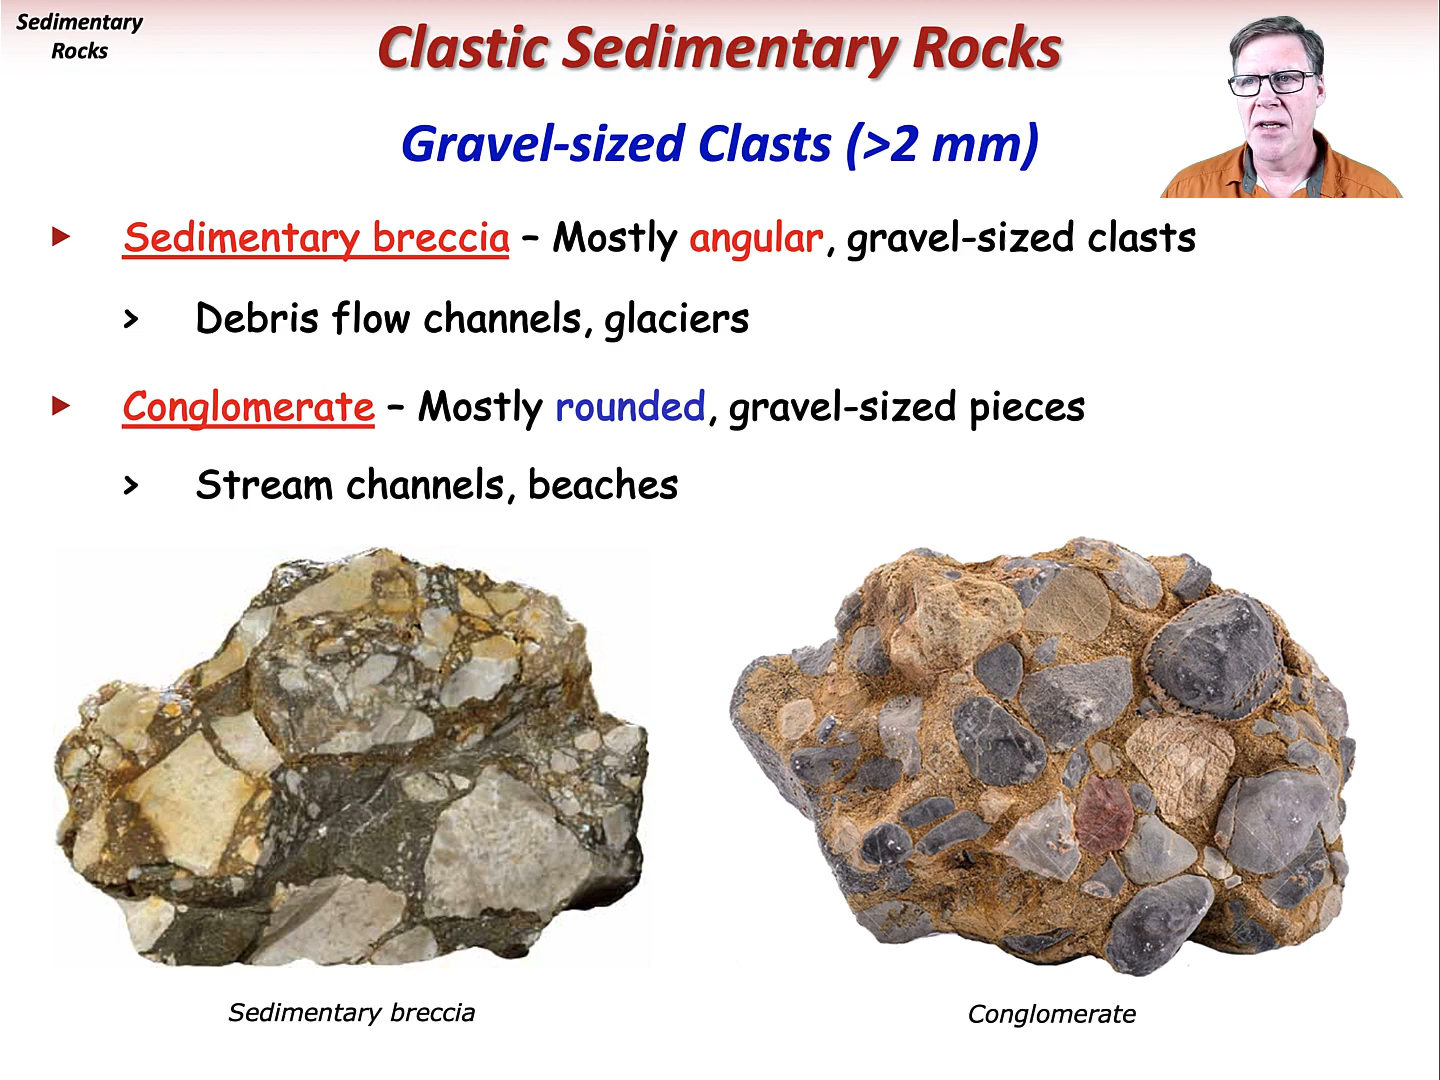 Sedimentary
Rocks
Clastic Sedimentary Rocks
Gravel-sized Clasts (>2 mm)
▶ Sedimentary breccia – Mostly angular, gravel-sized clasts
> Debris flow channels, glaciers
▶ Conglomerate – Mostly rounded, gravel-sized pieces
> Stream channels, beaches
Sedimentary breccia
Conglomerate